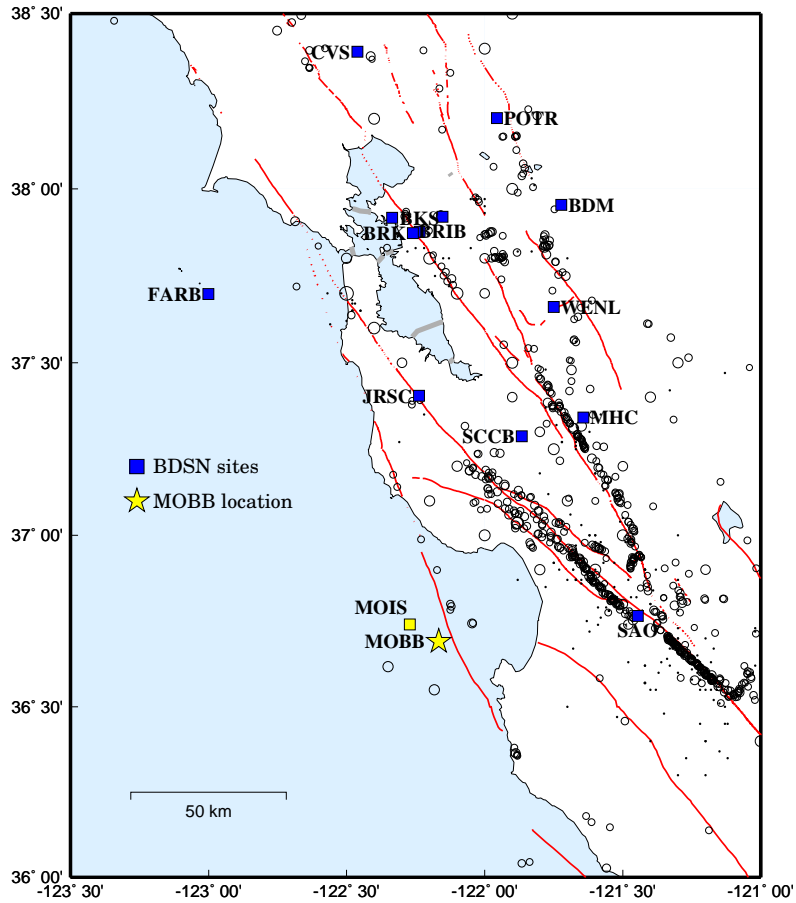 38° 30'
CVS
POTR
38° 00'
BDM
BKS
BRK
BRIB
FARB
WENL
37° 30'
JRSC
MHC
SCCB
BDSN sites
MOBB location
37° 00'
MOIS
MOBB
SAO
36° 30'
50 km
36° 00'
-123° 30' -123° 00' -122° 30' -122° 00' -121° 30' -121° 00'